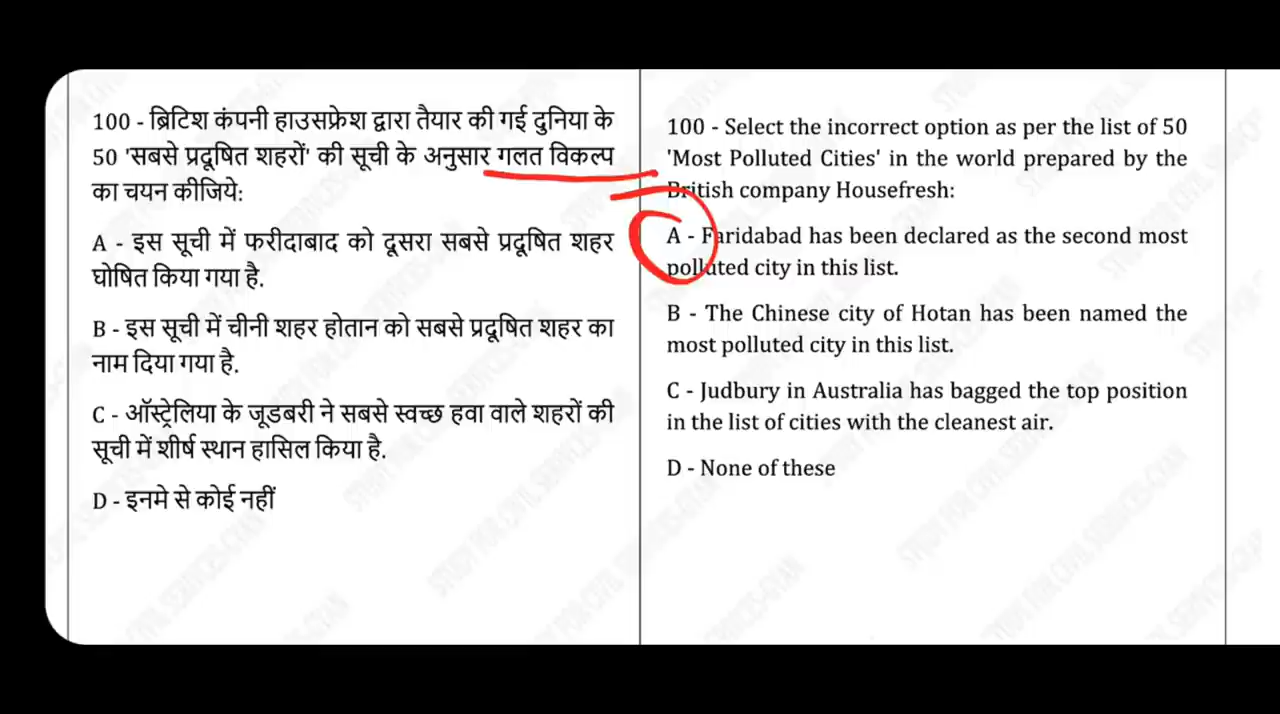 100 - ब्रिटिश कंपनी हाउसफ्रेश द्वारा तैयार की गई दुनिया के
50 'सबसे प्रदूषित शहरों' की सूची के अनुसार गलत विकल्प
का चयन कीजिये:
A - इस सूची में फरीदाबाद को दूसरा सबसे प्रदूषित शहर
घोषित किया गया है.
B - इस सूची में चीनी शहर होतान को सबसे प्रदूषित शहर का
नाम दिया गया है.
C - ऑस्ट्रेलिया के जूडबरी ने सबसे स्वच्छ हवा वाले शहरों की
सूची में शीर्ष स्थान हासिल किया है.
D - इनमे से कोई नहीं
100 - Select the incorrect option as per the list of 50
'Most Polluted Cities' in the world prepared by the
British company Housefresh:
A - Faridabad has been declared as the second most
polluted city in this list.
B - The Chinese city of Hotan has been named the
most polluted city in this list.
C - Judbury in Australia has bagged the top position
in the list of cities with the cleanest air.
D - None of these